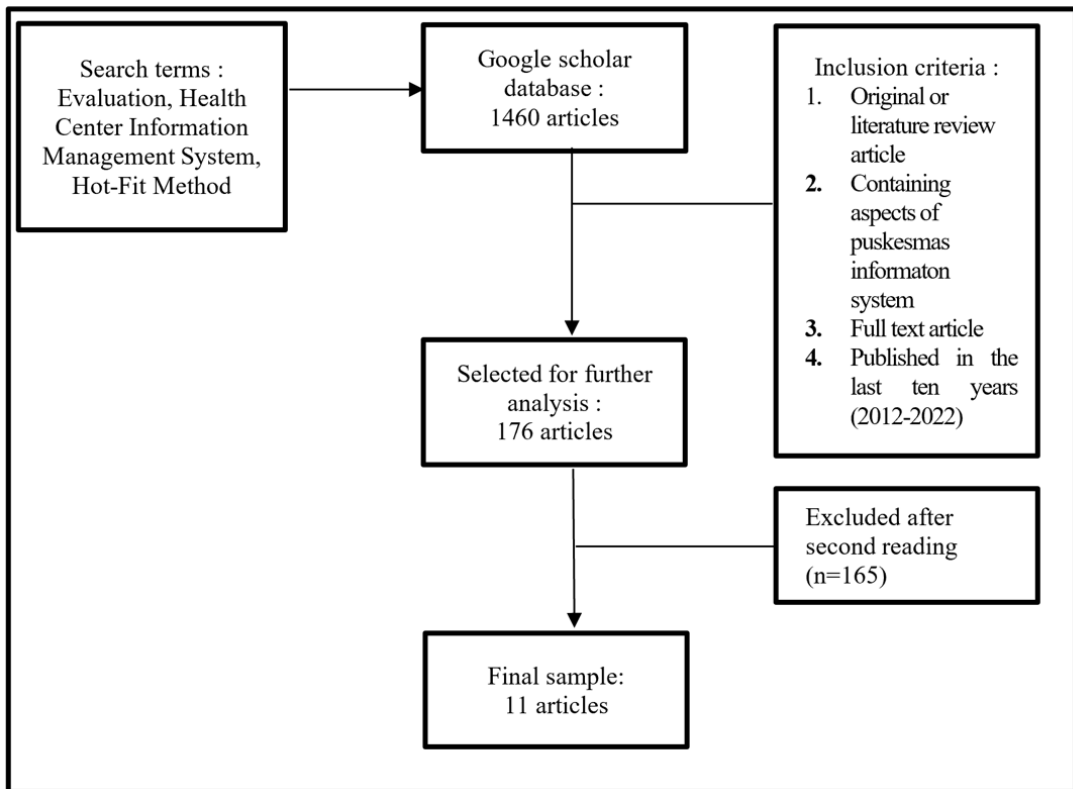 Search terms :
Evaluation, Health
Center Information
Management System,
Hot-Fit Method
Google scholar
database :
1460 articles
Inclusion criteria :
1. Original or
literature review
article
2. Containing
aspects of
puskesmas
informaton
system
3. Full text article
4. Published in the
last ten years
(2012-2022)
Selected for further
analysis :
176 articles
Excluded after
second reading
(n=165)
Final sample:
11 articles